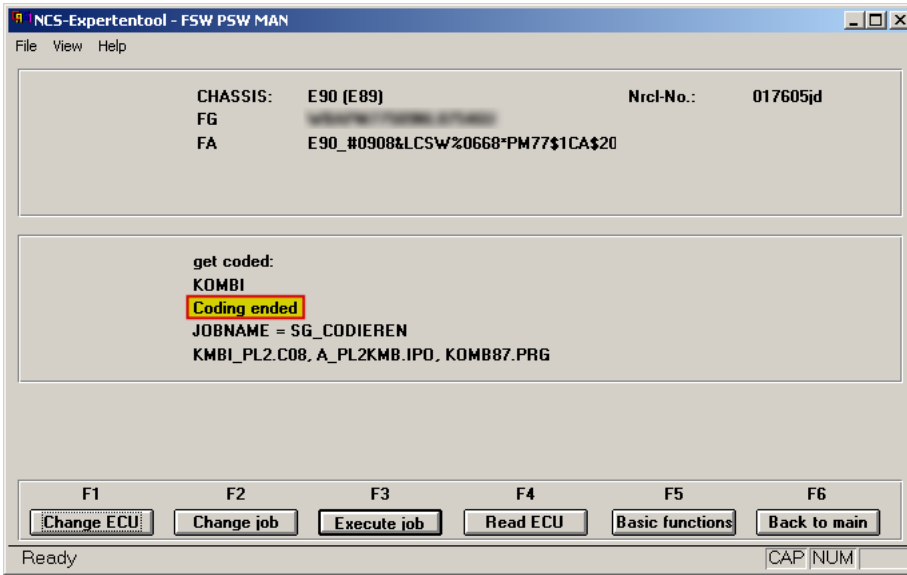 NCS-Expertentool - FSW PSW MAN
File View Help
CHASSIS: E90 (E89) Nrcl-No.: 017605jd
FG
FA E90_#0908&LCSW%0668*PM77$1CA$20
get coded:
KOMBI
Coding ended
JOBNAME = SG_CODIEREN
KMBI_PL2.C08, A_PL2KMB.IPO, KOMB87.PRG
F1 F2 F3 F4 F5 F6
Change ECU Change job Execute job Read ECU Basic functions Back to main
Ready CAP NUM